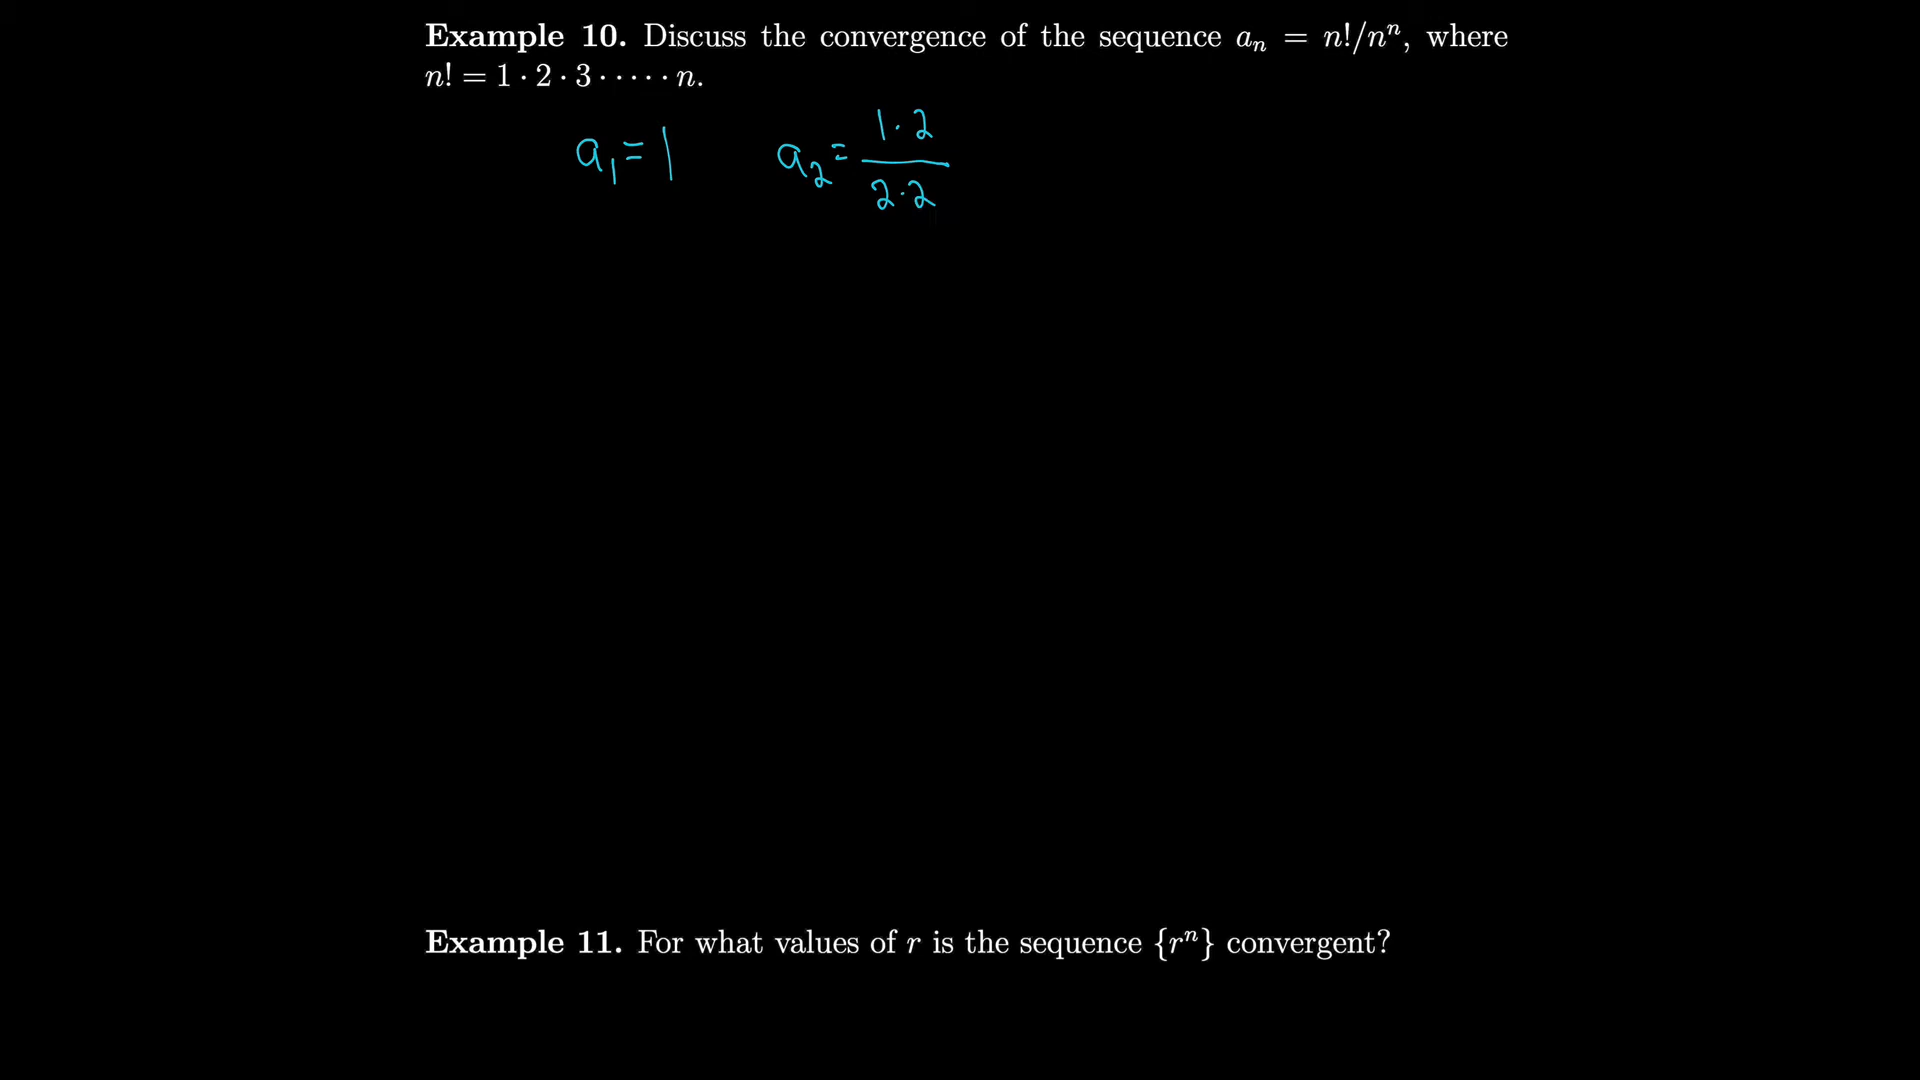 Example 10. Discuss the convergence of the sequence aₙ = n!/nⁿ, where
n! = 1 · 2 · 3 · · · · · n.
a₁ = 1    a₂ = (1 · 2)/(2 · 2)
Example 11. For what values of r is the sequence {rⁿ} convergent?